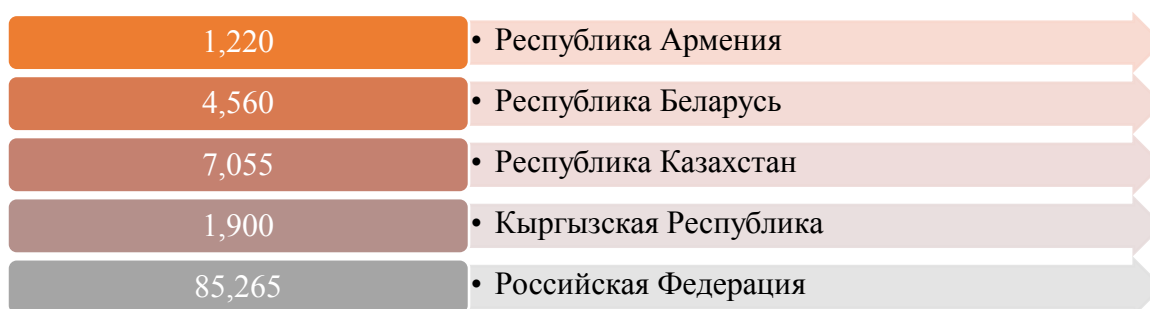 1,220 • Республика Армения
4,560 • Республика Беларусь
7,055 • Республика Казахстан
1,900 • Кыргызская Республика
85,265 • Российская Федерация